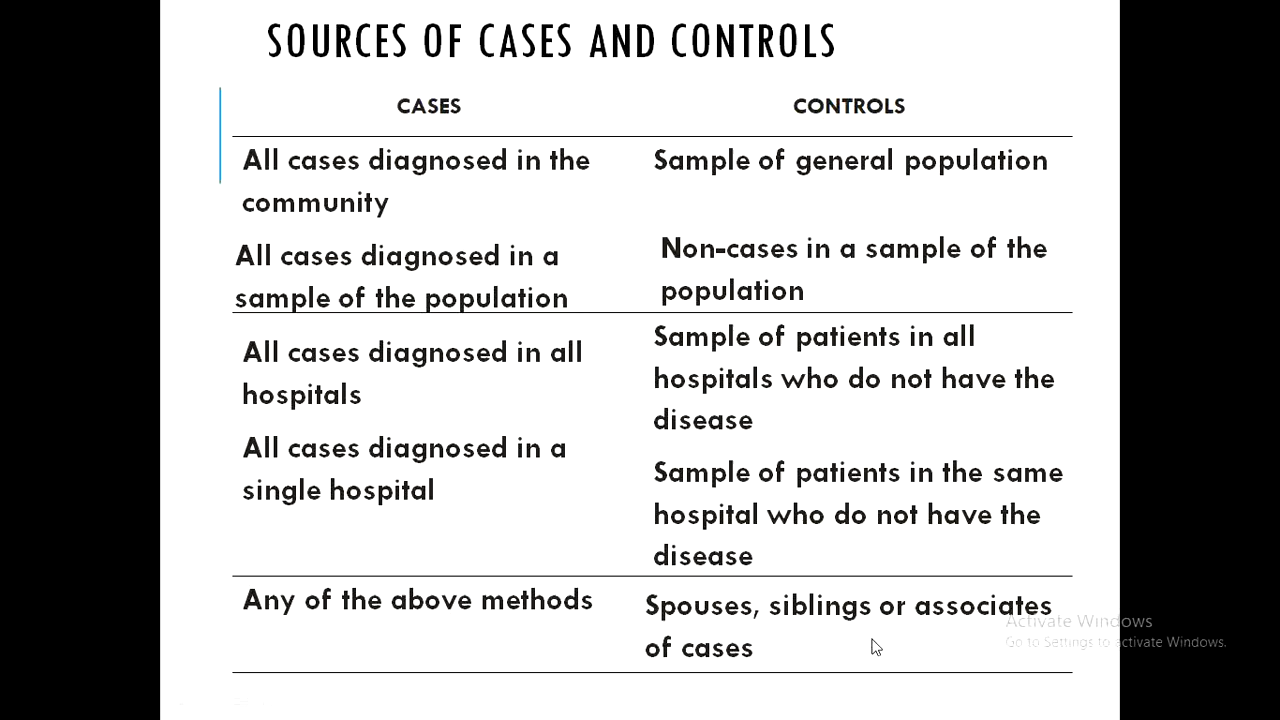 SOURCES OF CASES AND CONTROLS
CASES
CONTROLS
All cases diagnosed in the
community
Sample of general population
All cases diagnosed in a
sample of the population
Non-cases in a sample of the
population
All cases diagnosed in all
hospitals
Sample of patients in all
hospitals who do not have the
disease
All cases diagnosed in a
single hospital
Sample of patients in the same
hospital who do not have the
disease
Any of the above methods
Spouses, siblings or associates
of cases
Activate Windows
Go to Settings to activate Windows.